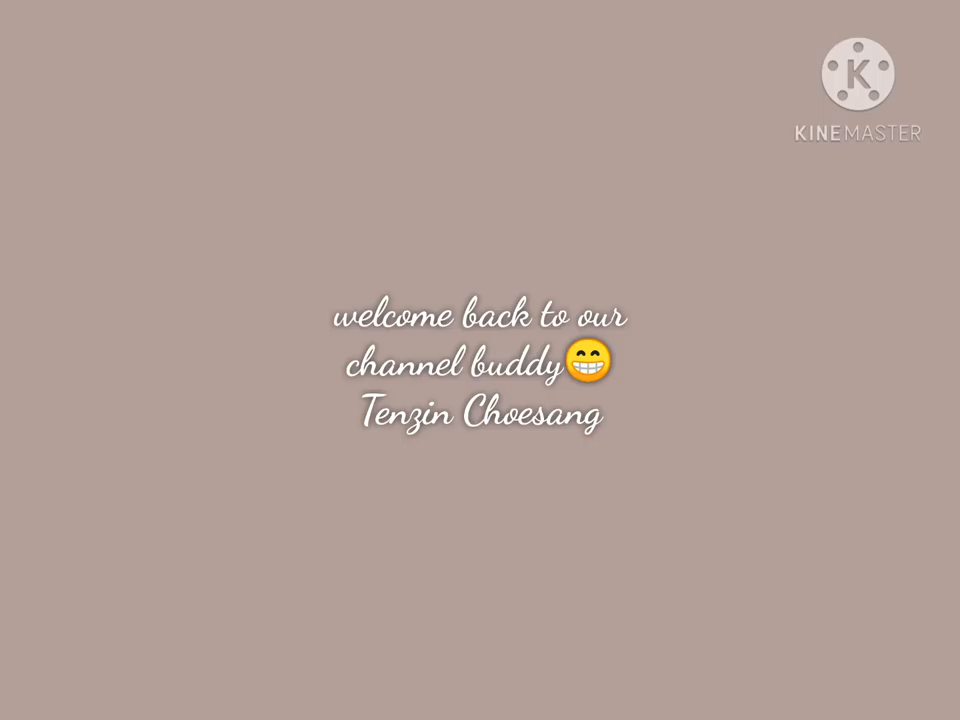 K
KINEMASTER
welcome back to our
channel buddy😁
Tenzin Choesang